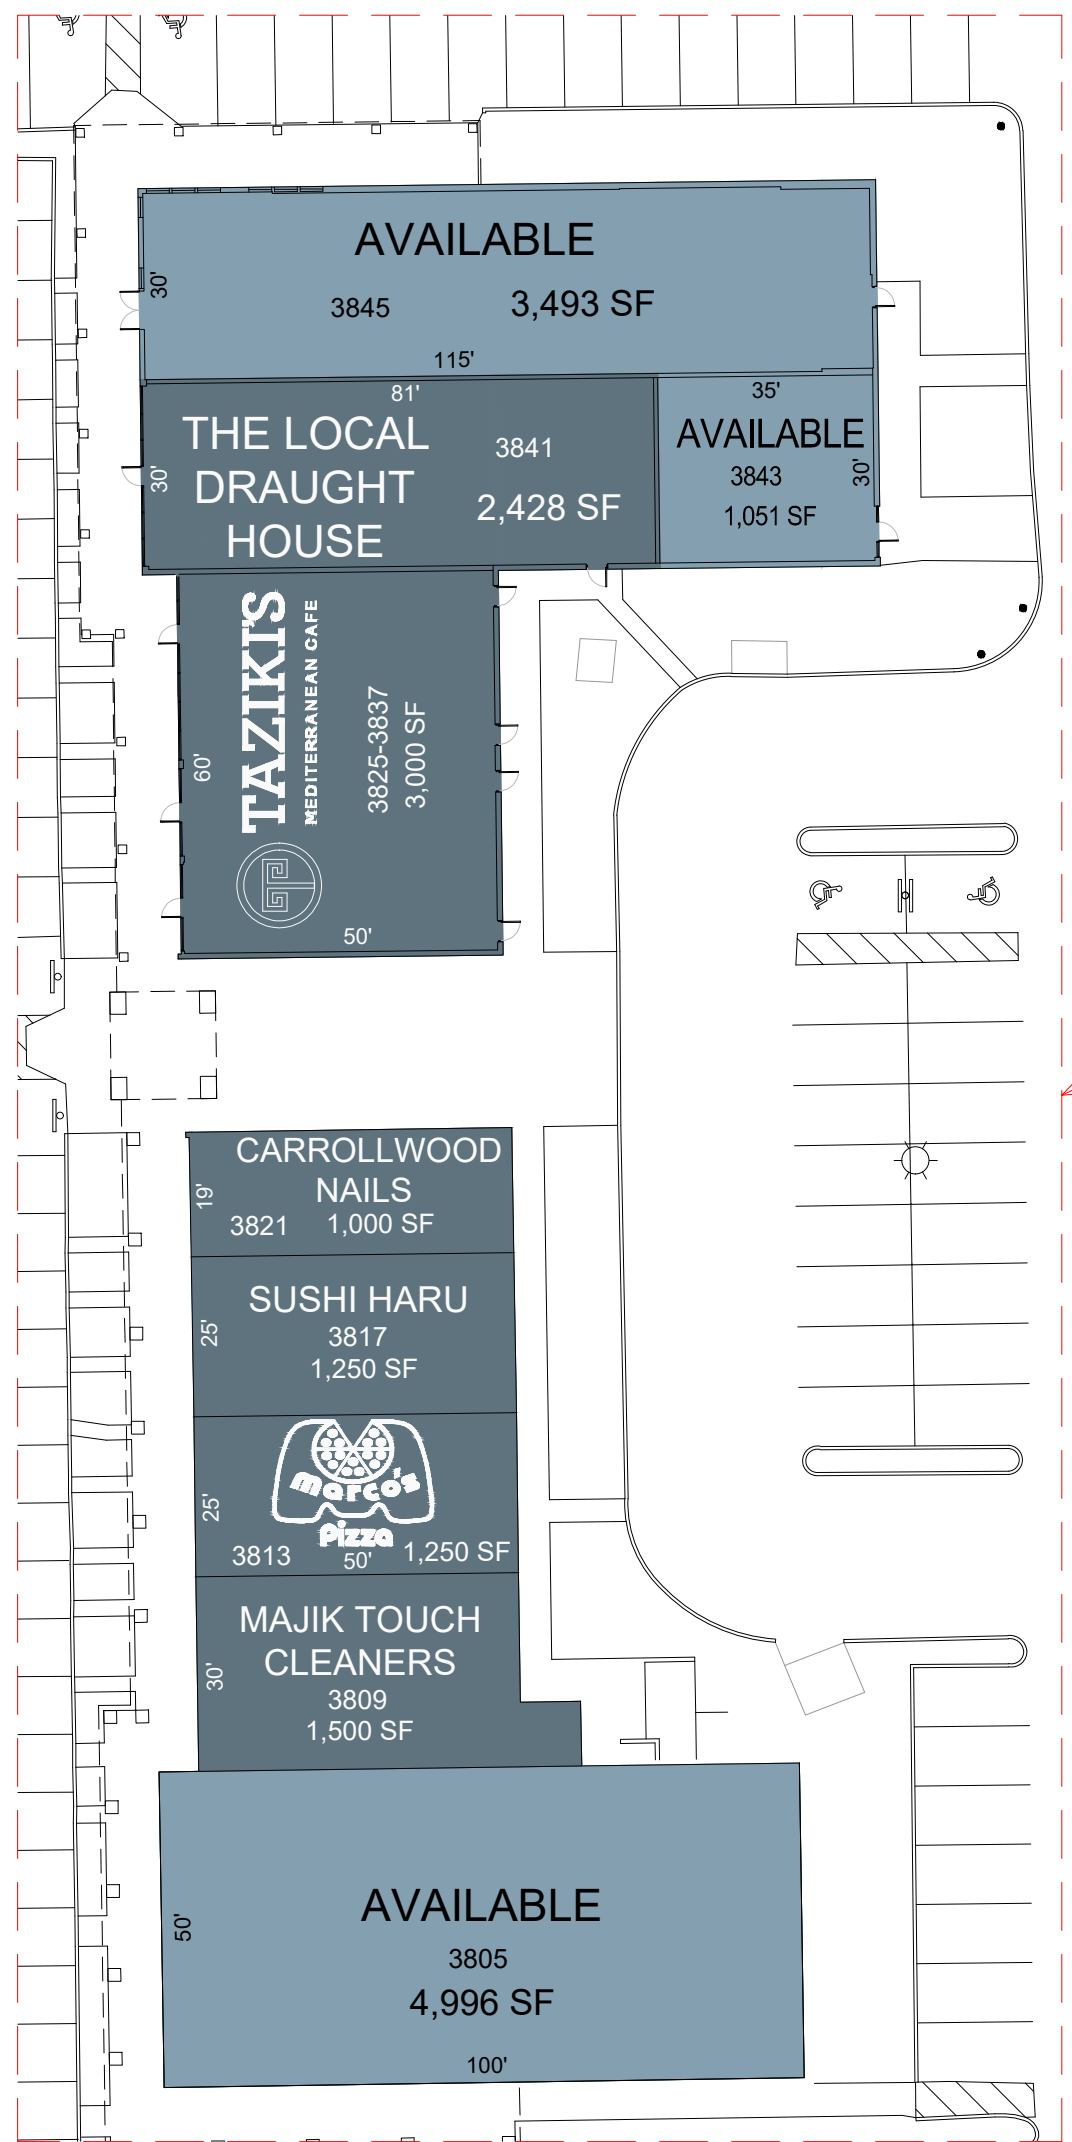 AVAILABLE
30'
3845
3,493 SF
115'
81'
35'
THE LOCAL
DRAUGHT
HOUSE
30'
3841
2,428 SF
AVAILABLE
3843
1,051 SF
30'
TAZIKI'S
MEDITERRANEAN CAFE
3825-3837
3,000 SF
60'
50'
CARROLLWOOD
NAILS
19'
3821
1,000 SF
SUSHI HARU
3817
1,250 SF
25'
Marco's
Pizza
25'
3813
50'
1,250 SF
MAJIK TOUCH
CLEANERS
3809
1,500 SF
30'
AVAILABLE
3805
4,996 SF
50'
100'